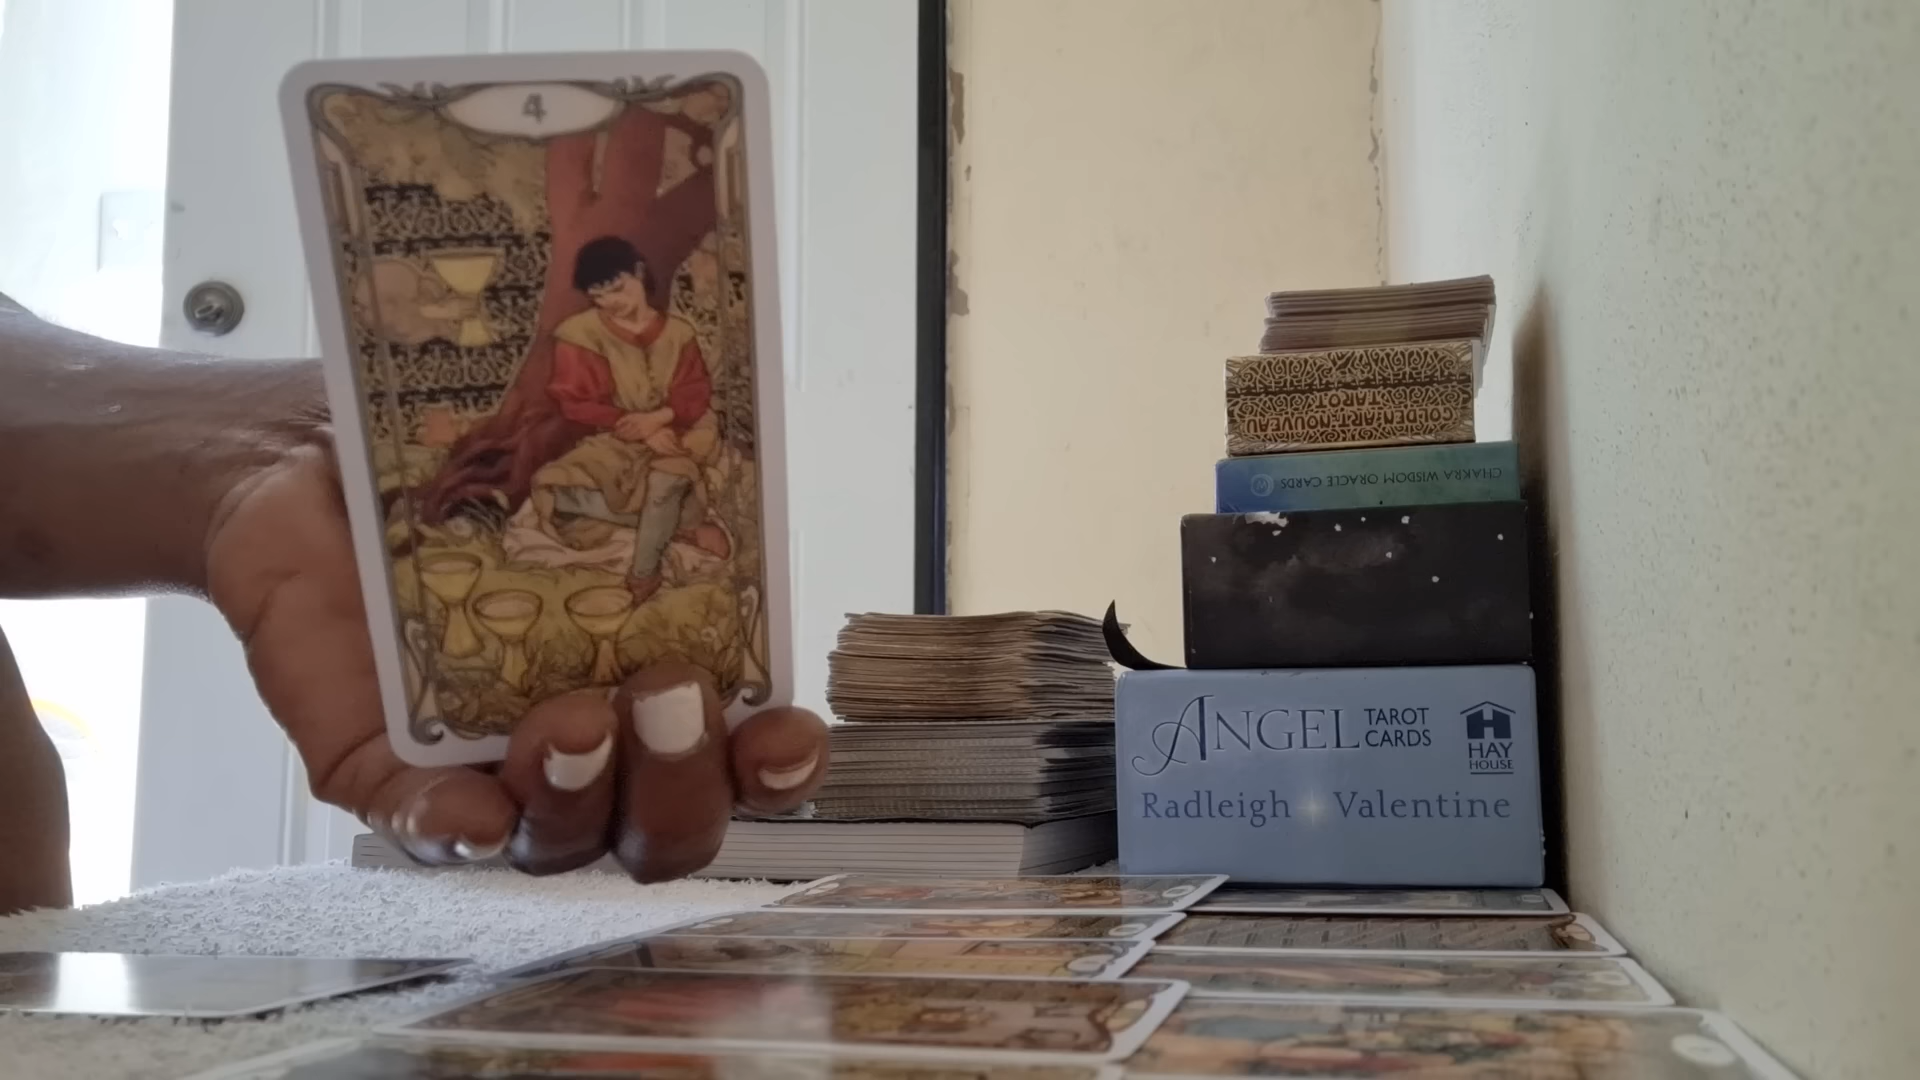 4
GOLDEN ART NOUVEAU
TAROT
CHAKRA WISDOM ORACLE CARDS
ANGEL TAROT
CARDS
HAY
HOUSE
Radleigh Valentine